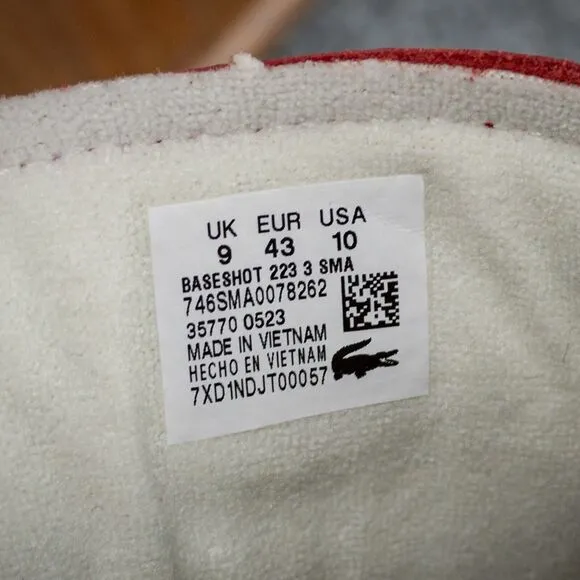 UK EUR USA
9 43 10
BASESHOT 223 3 SMA
746SMA0078262
35770 0523
MADE IN VIETNAM
HECHO EN VIETNAM
7XD1NDJT00057